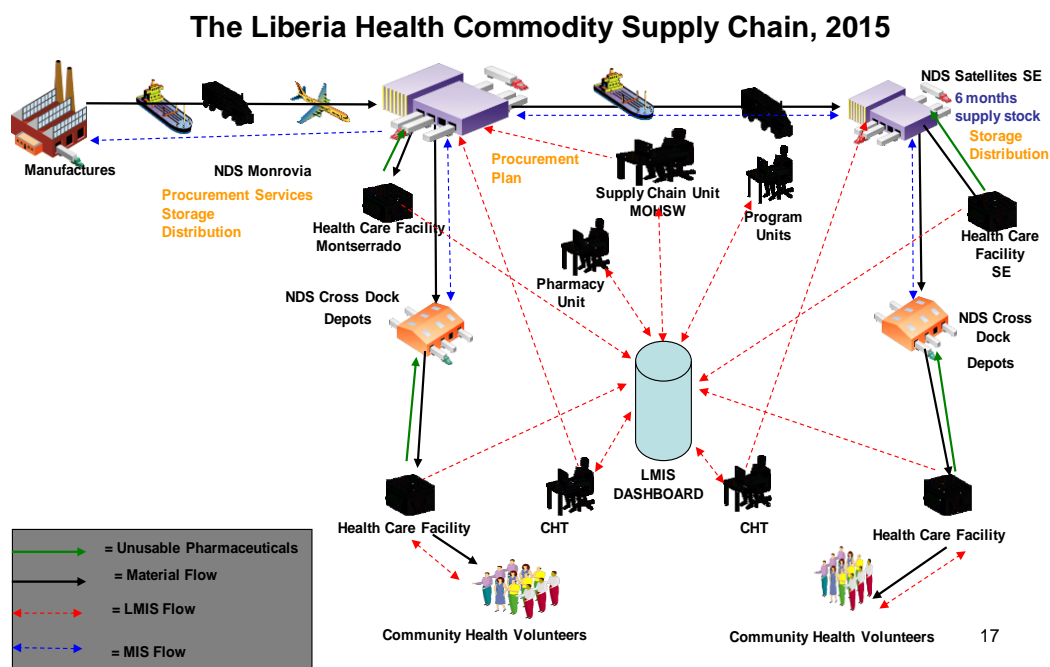 The Liberia Health Commodity Supply Chain, 2015
NDS Satellites SE
6 months
supply stock
Storage
Distribution
Manufactures
NDS Monrovia
Procurement Services
Storage
Distribution
Procurement
Plan
Supply Chain Unit
MOHSW
Program
Units
Health Care Facility
Montserrado
Health Care
Facility
SE
Pharmacy
Unit
NDS Cross Dock
Depots
NDS Cross
Dock
Depots
LMIS
DASHBOARD
Health Care Facility
CHT
CHT
Health Care Facility
= Unusable Pharmaceuticals
= Material Flow
= LMIS Flow
= MIS Flow
Community Health Volunteers
Community Health Volunteers
17